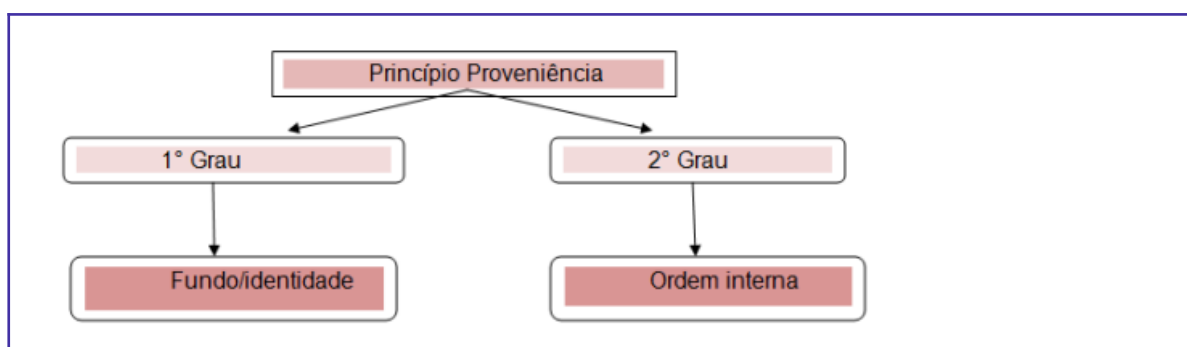 Princípio Proveniência
1° Grau
2° Grau
Fundo/identidade
Ordem interna